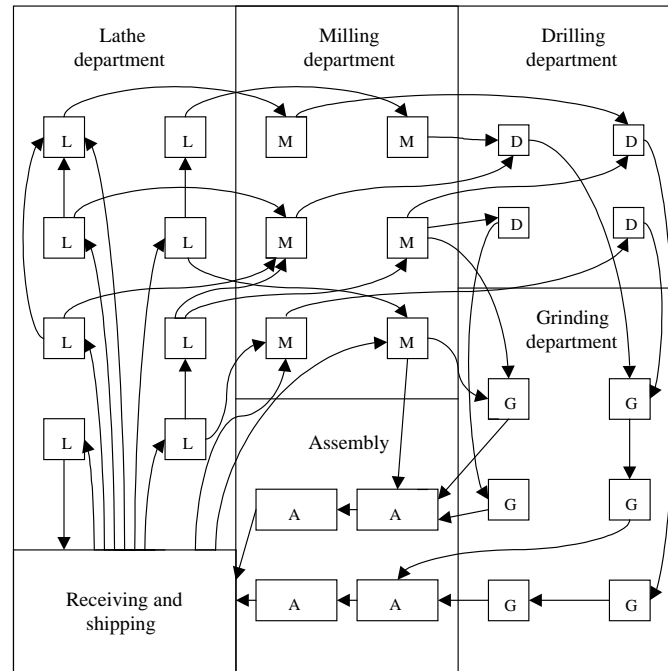 Lathe
department
Milling
department
Drilling
department
L
L
M
M
D
D
L
L
M
M
D
D
L
L
M
M
Grinding
department
G
G
L
L
Assembly
A
A
G
G
Receiving and
shipping
A
A
G
G